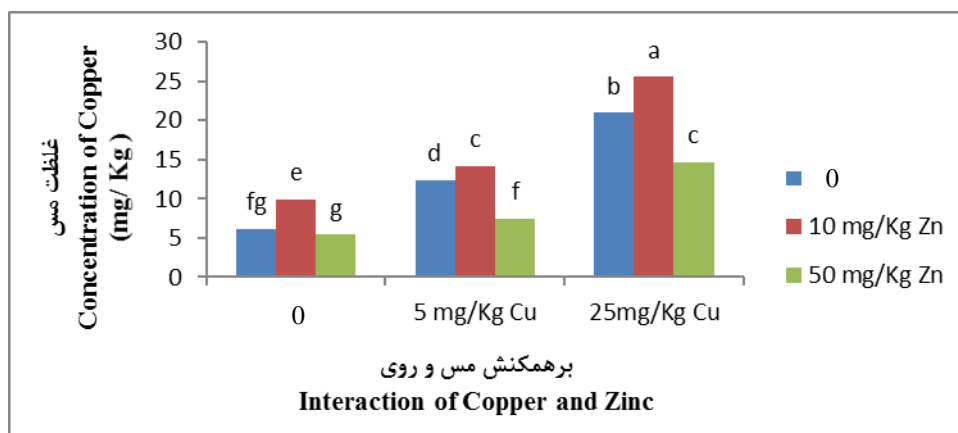 غلظت مس
Concentration of Copper
(mg/ Kg )
30
25
20
15
10
5
0
fg
e
g
d
c
f
b
a
c
0
5 mg/Kg Cu
25mg/Kg Cu
0
10 mg/Kg Zn
50 mg/Kg Zn
برهمکنش مس و روی
Interaction of Copper and Zinc